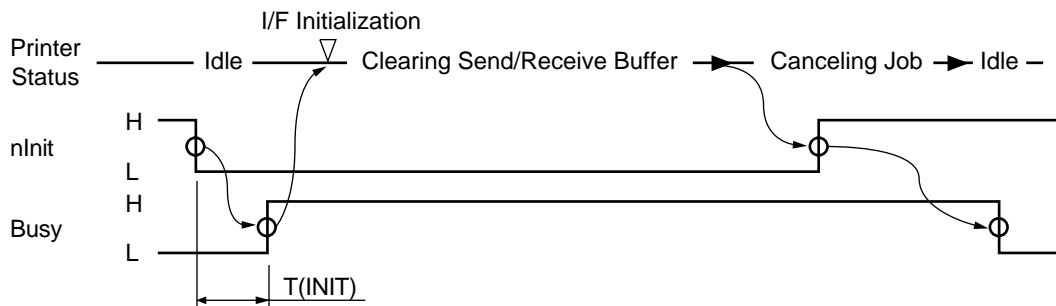 I/F Initialization
Printer Status
Idle
Clearing Send/Receive Buffer
Canceling Job
Idle
H
nInit
L
H
Busy
L
T(INIT)